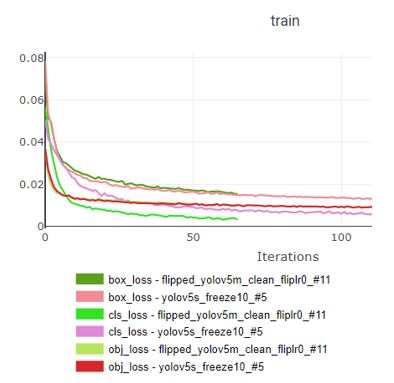 train
0.08
0.06
0.04
0.02
0
0 50 100
Iterations
box_loss - flipped_yolov5m_clean_fliplr0_#11
box_loss - yolov5s_freeze10_#5
cls_loss - flipped_yolov5m_clean_fliplr0_#11
cls_loss - yolov5s_freeze10_#5
obj_loss - flipped_yolov5m_clean_fliplr0_#11
obj_loss - yolov5s_freeze10_#5